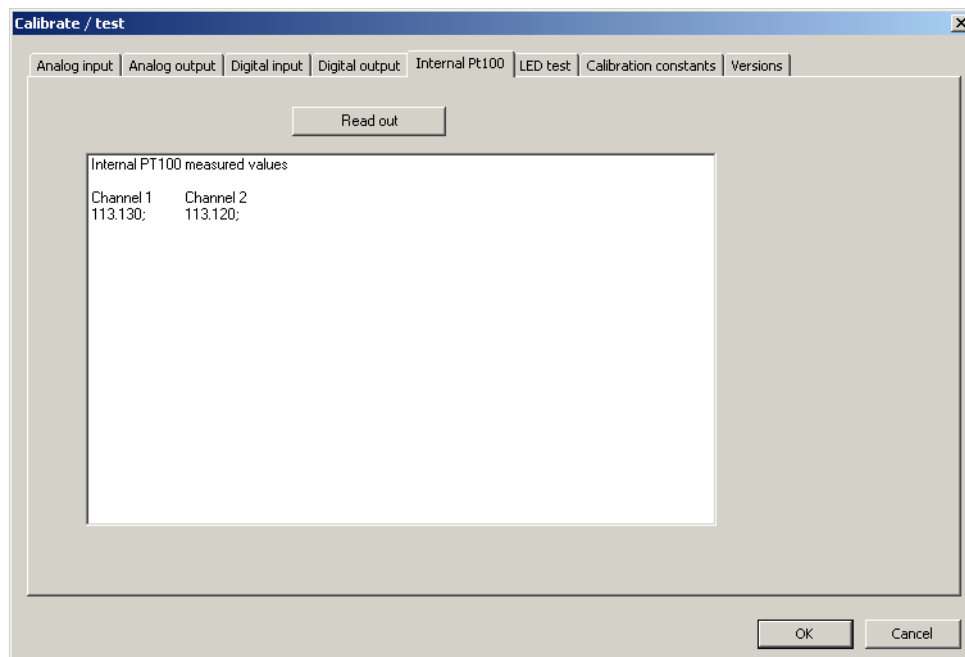 Calibrate / test
Analog input Analog output Digital input Digital output Internal Pt100 LED test Calibration constants Versions
Read out
Internal PT100 measured values
Channel 1 Channel 2
113.130; 113.120;
OK Cancel